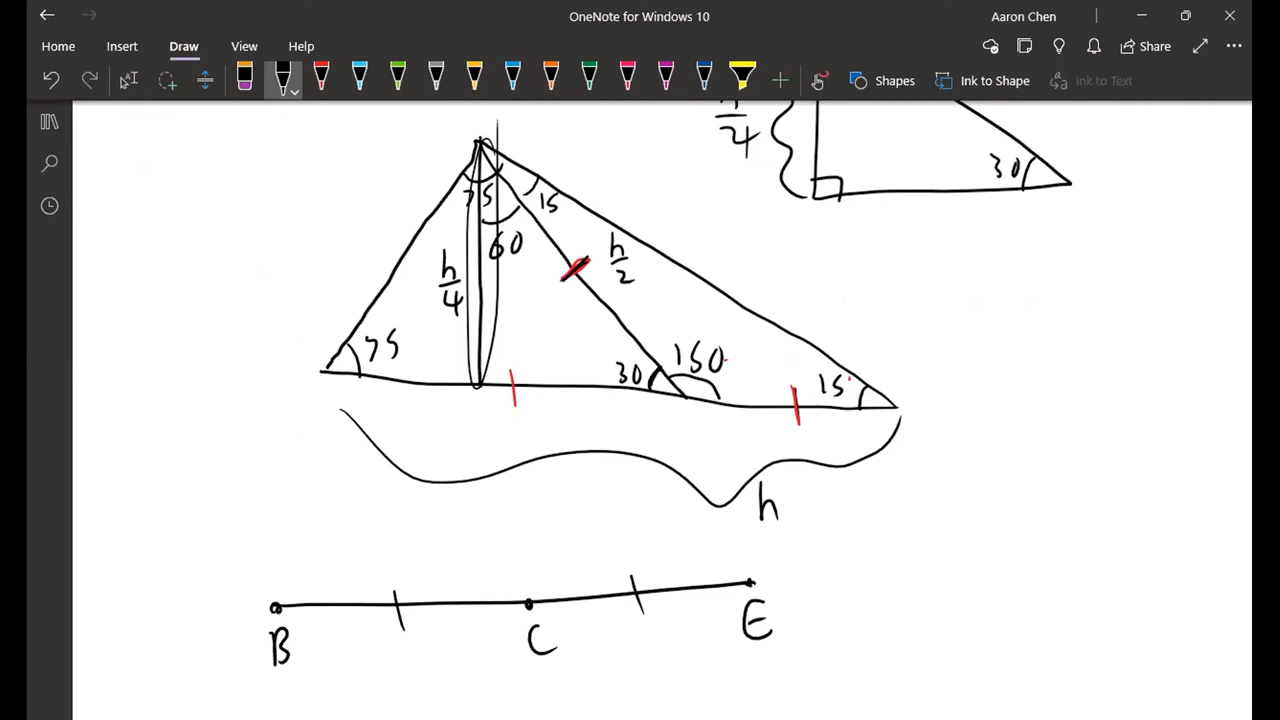 OneNote for Windows 10
Aaron Chen
Home
Insert
Draw
View
Help
Share
Shapes
Ink to Shape
Ink to Text
4
30
75
15
60
h
2
h
4
75
30
150
15
h
B
C
E